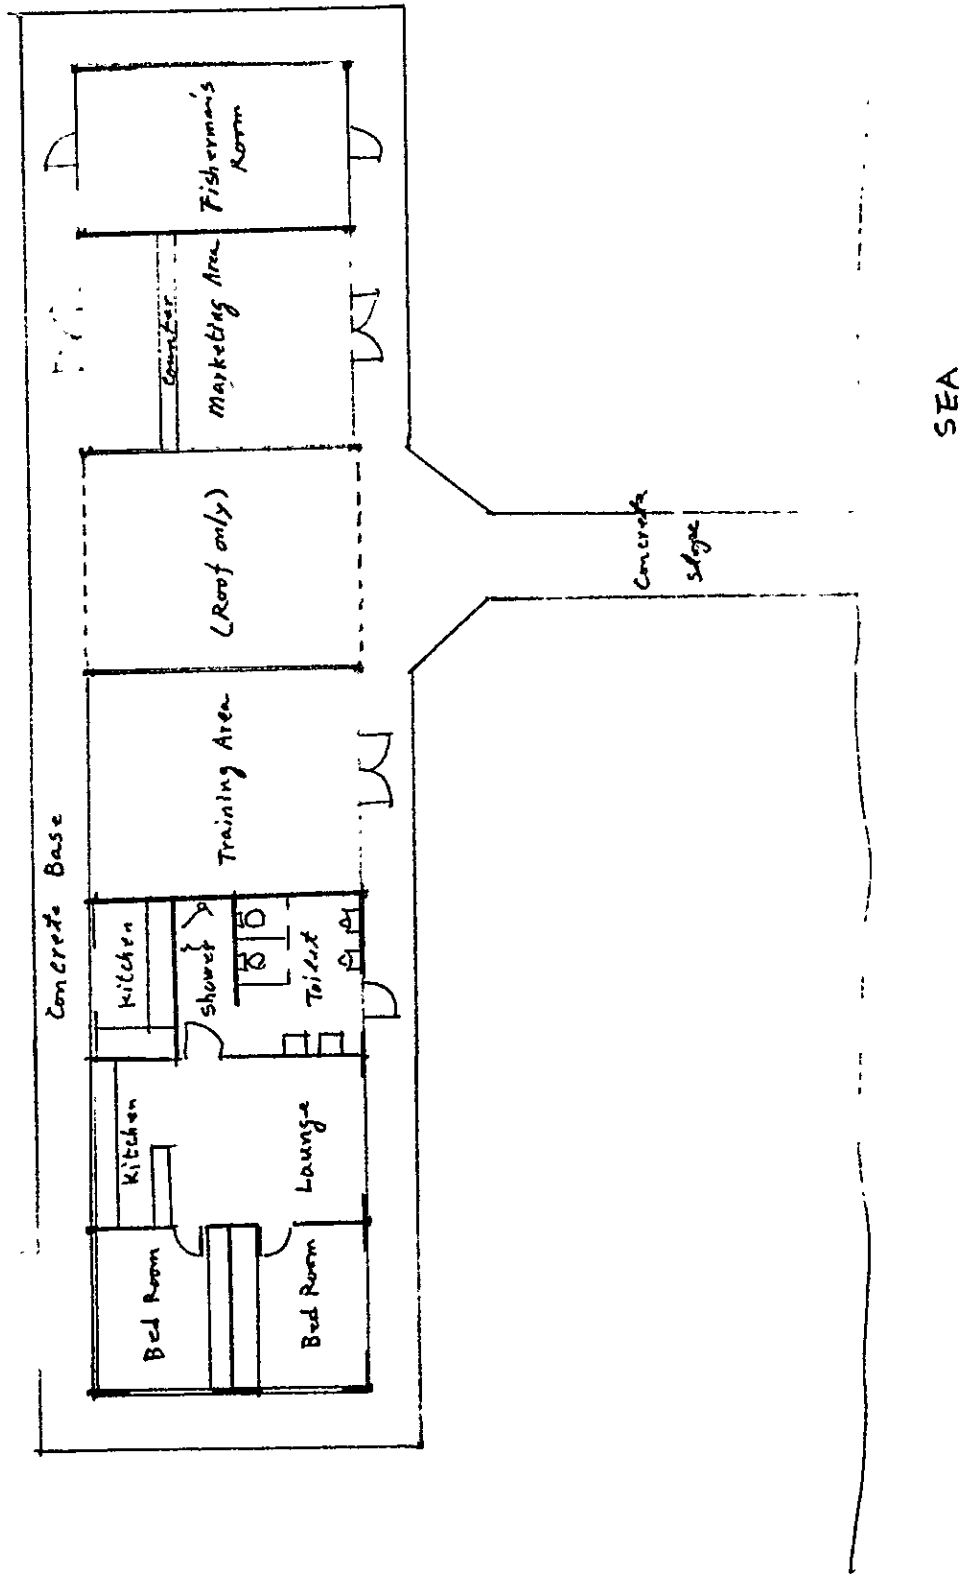 Concrete Base
Bed Room
Bed Room
Kitchen
Launge
Kitchen
Shower
Toilet
Training Area
(Roof only)
Counter
Marketing Area
Fisherman's
Room
Concrete
Slope
SEA